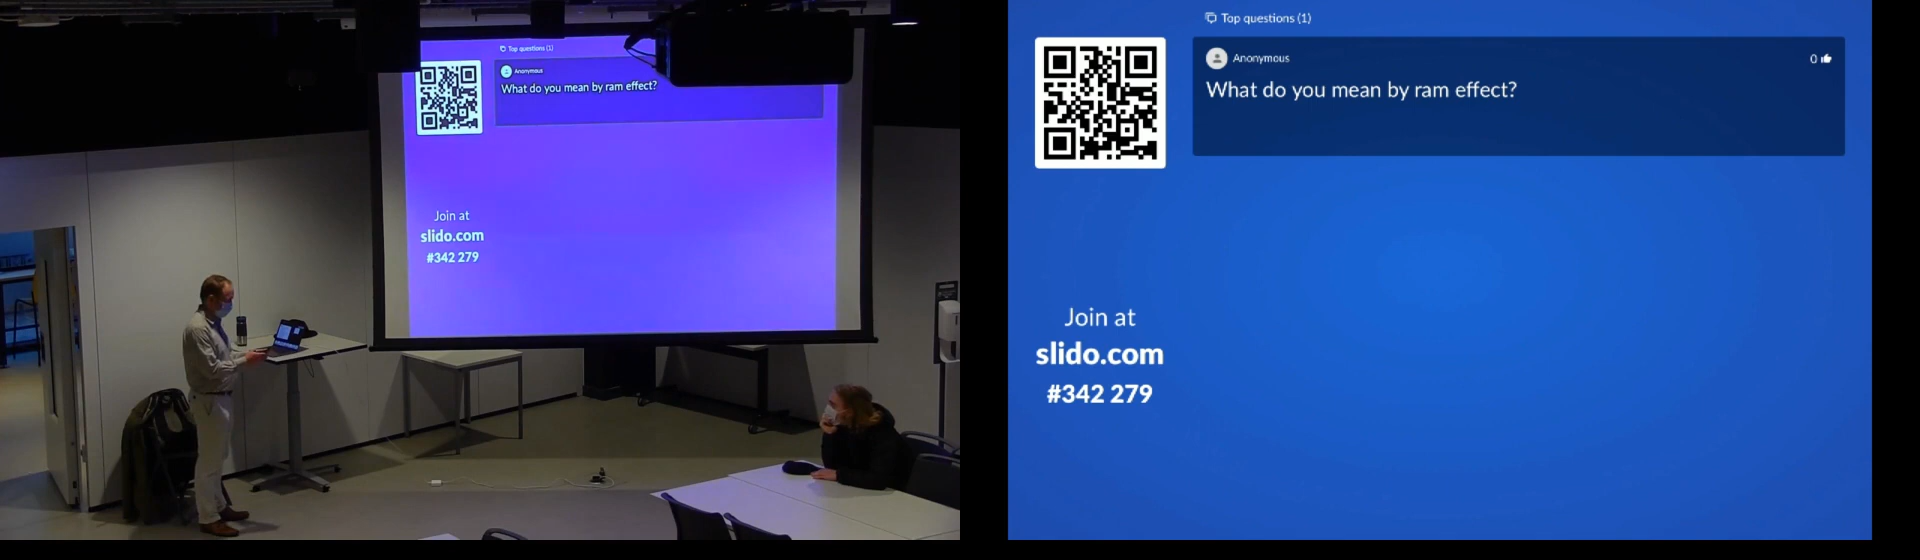 Top questions (1)
Anonymous
What do you mean by ram effect?
Join at
slido.com
#342 279
Top questions (1)
Anonymous
0
What do you mean by ram effect?
Join at
slido.com
#342 279